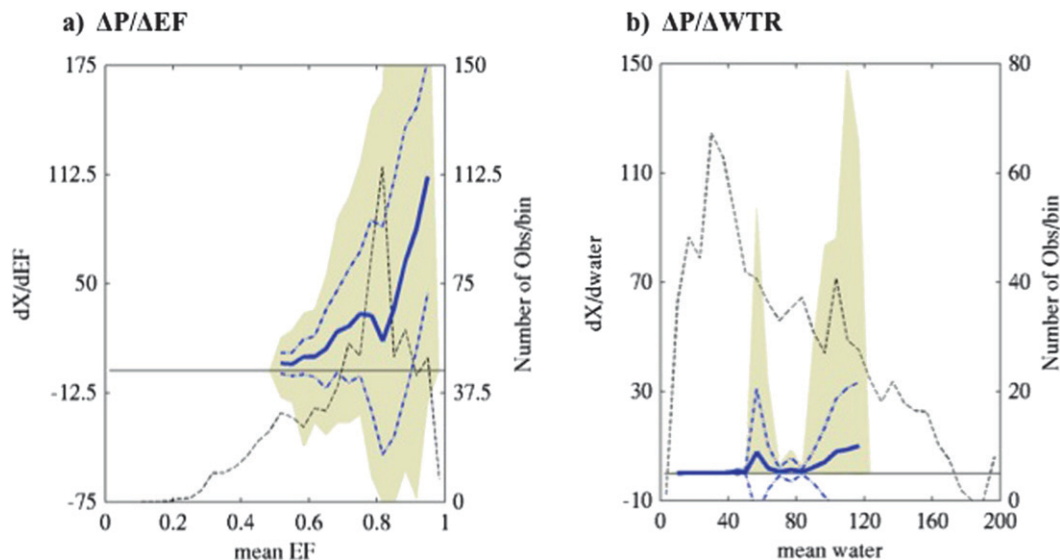 a) ΔP/ΔEF
175
112.5
50
-12.5
-75
dX/dEF
150
112.5
75
37.5
0
Number of Obs/bin
0 0.2 0.4 0.6 0.8 1
mean EF
b) ΔP/ΔWTR
150
110
70
30
-10
dX/dwater
80
60
40
20
0
Number of Obs/bin
0 40 80 120 160 200
mean water